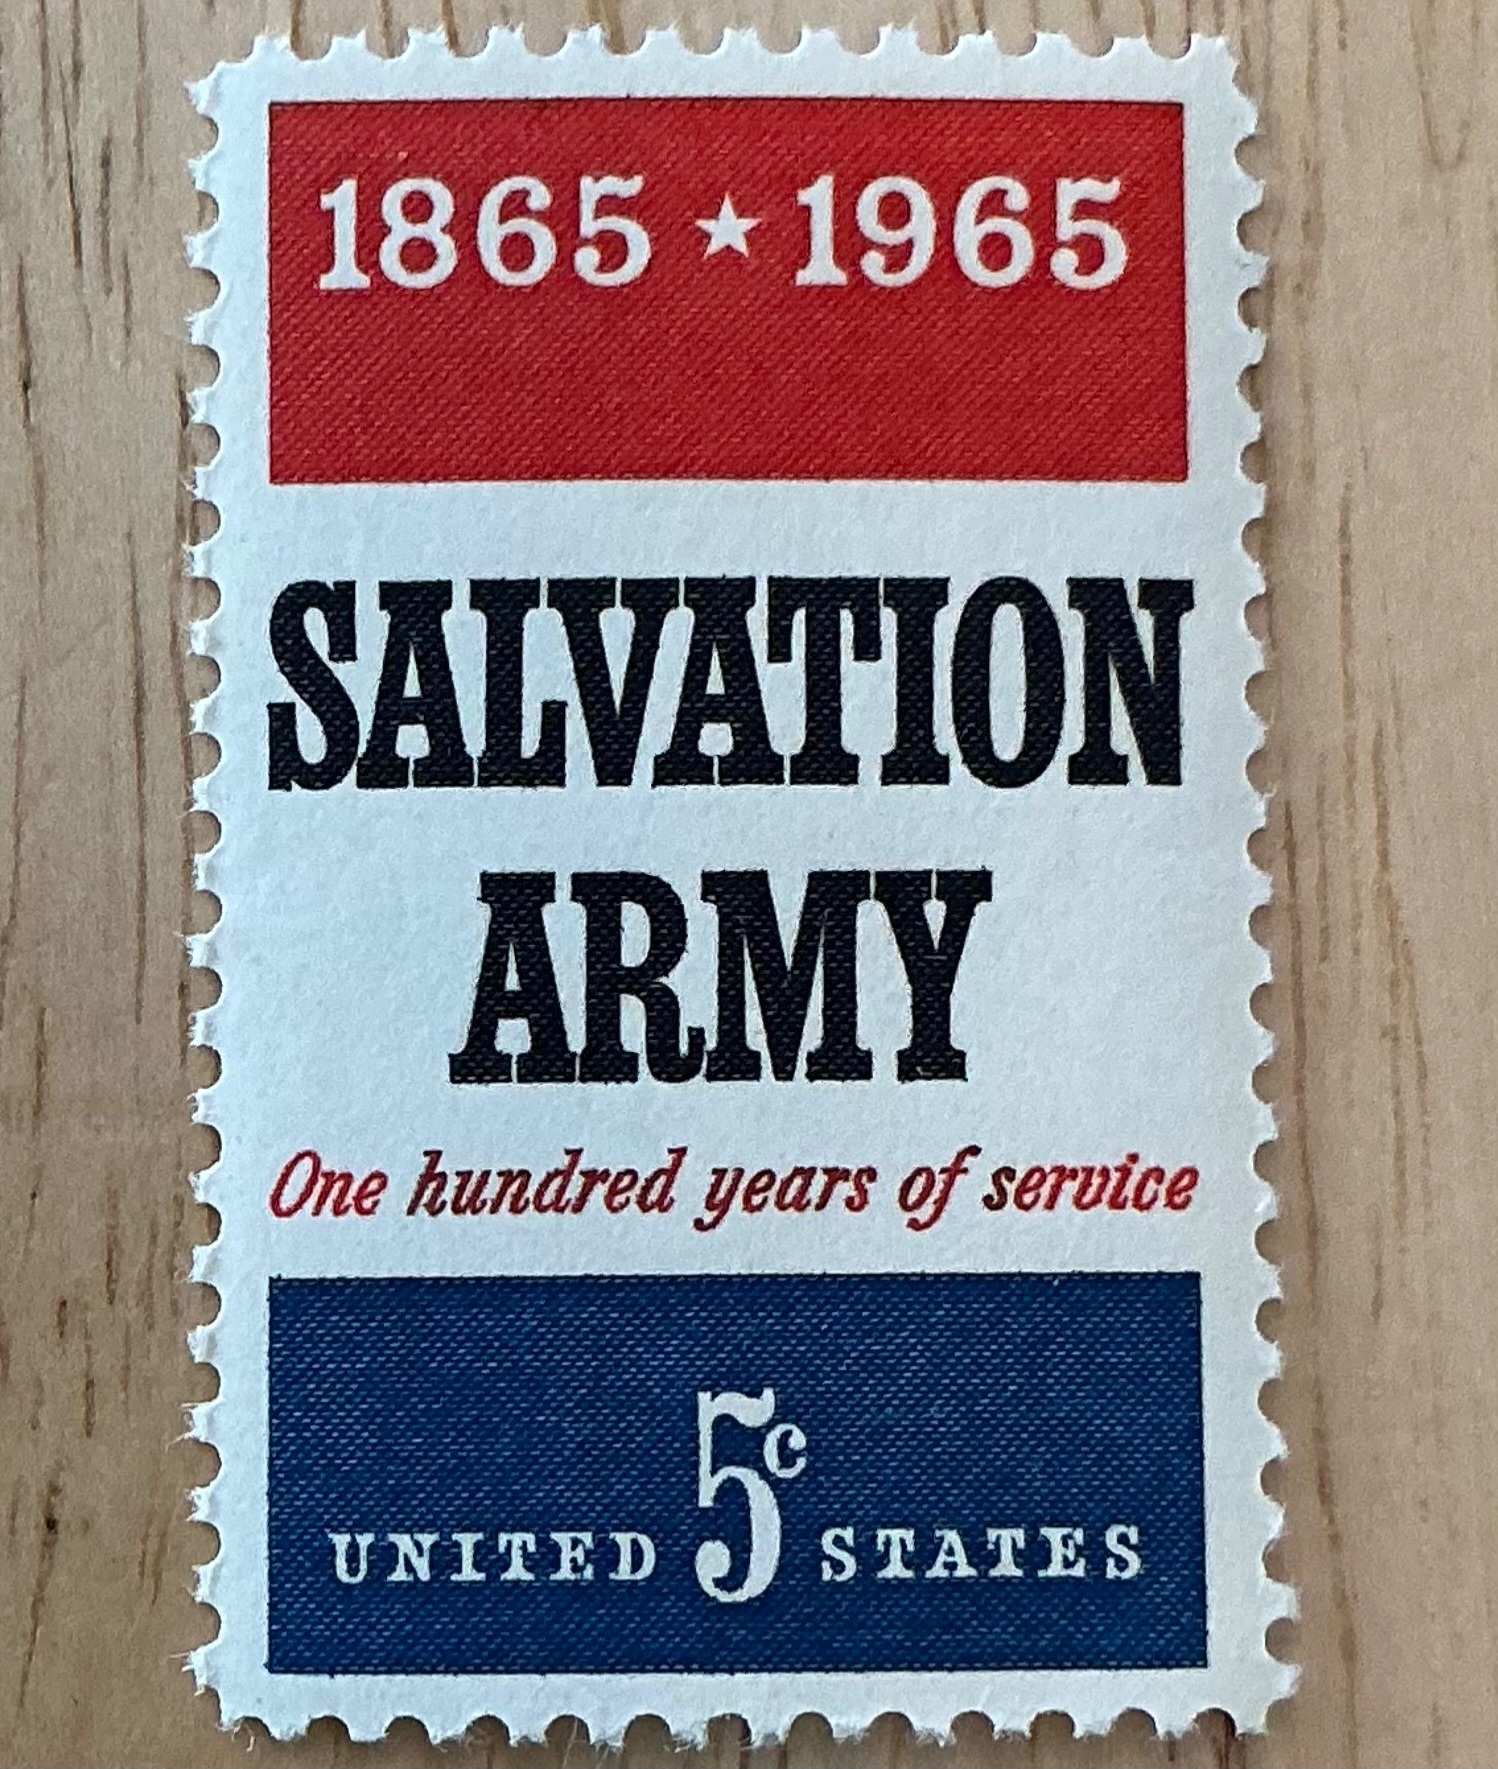 1865 ★ 1965
SALVATION
ARMY
One hundred years of service
UNITED 5c STATES